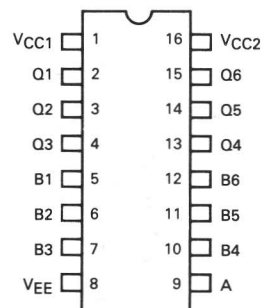 VCC1 1 16 VCC2
Q1 2 15 Q6
Q2 3 14 Q5
Q3 4 13 Q4
B1 5 12 B6
B2 6 11 B5
B3 7 10 B4
VEE 8 9 A